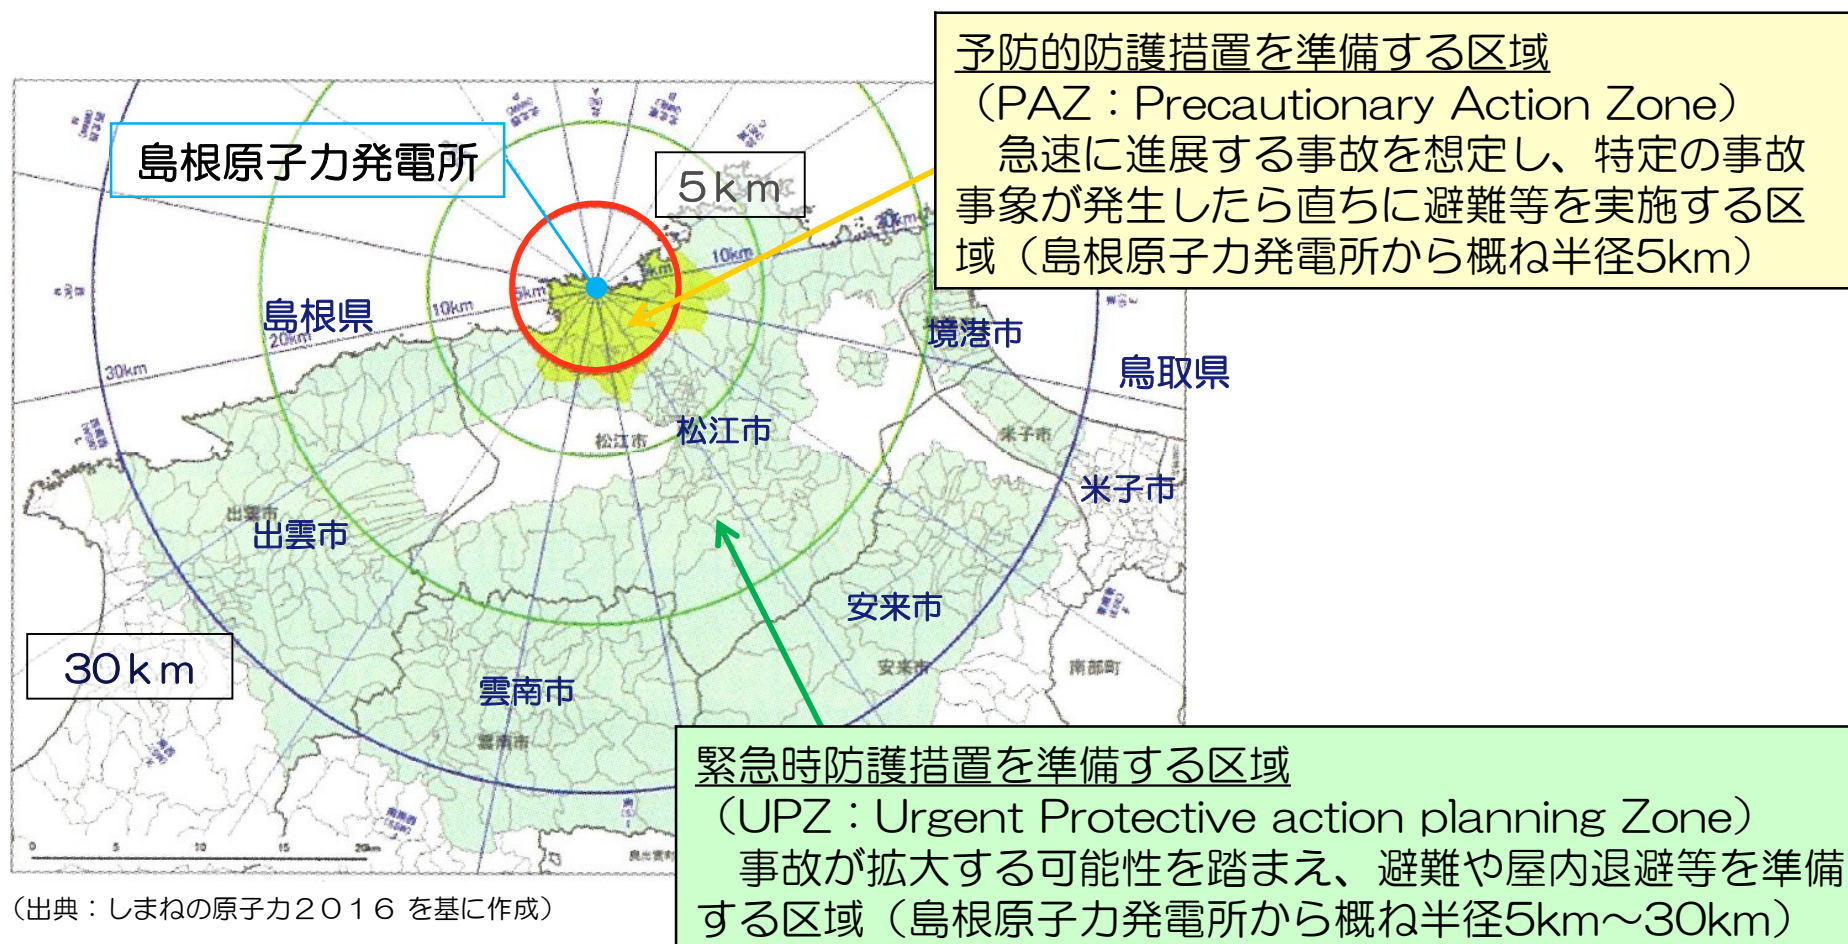 予防的防護措置を準備する区域
（PAZ：Precautionary Action Zone）
急速に進展する事故を想定し、特定の事故
事象が発生したら直ちに避難等を実施する区
域（島根原子力発電所から概ね半径5km）
島根原子力発電所
5km
30km
10km
5km
5km
10km
20km
30km
島根県
境港市
鳥取県
松江市
松江市
米子市
米子市
出雲市
出雲市
安来市
安来市
南部町
30km
雲南市
雲南市
緊急時防護措置を準備する区域
（UPZ：Urgent Protective action planning Zone）
事故が拡大する可能性を踏まえ、避難や屋内退避等を準備
する区域（島根原子力発電所から概ね半径5km～30km）
0 5 10 15 20km
奥出雲町
（出典：しまねの原子力２０１６ を基に作成）